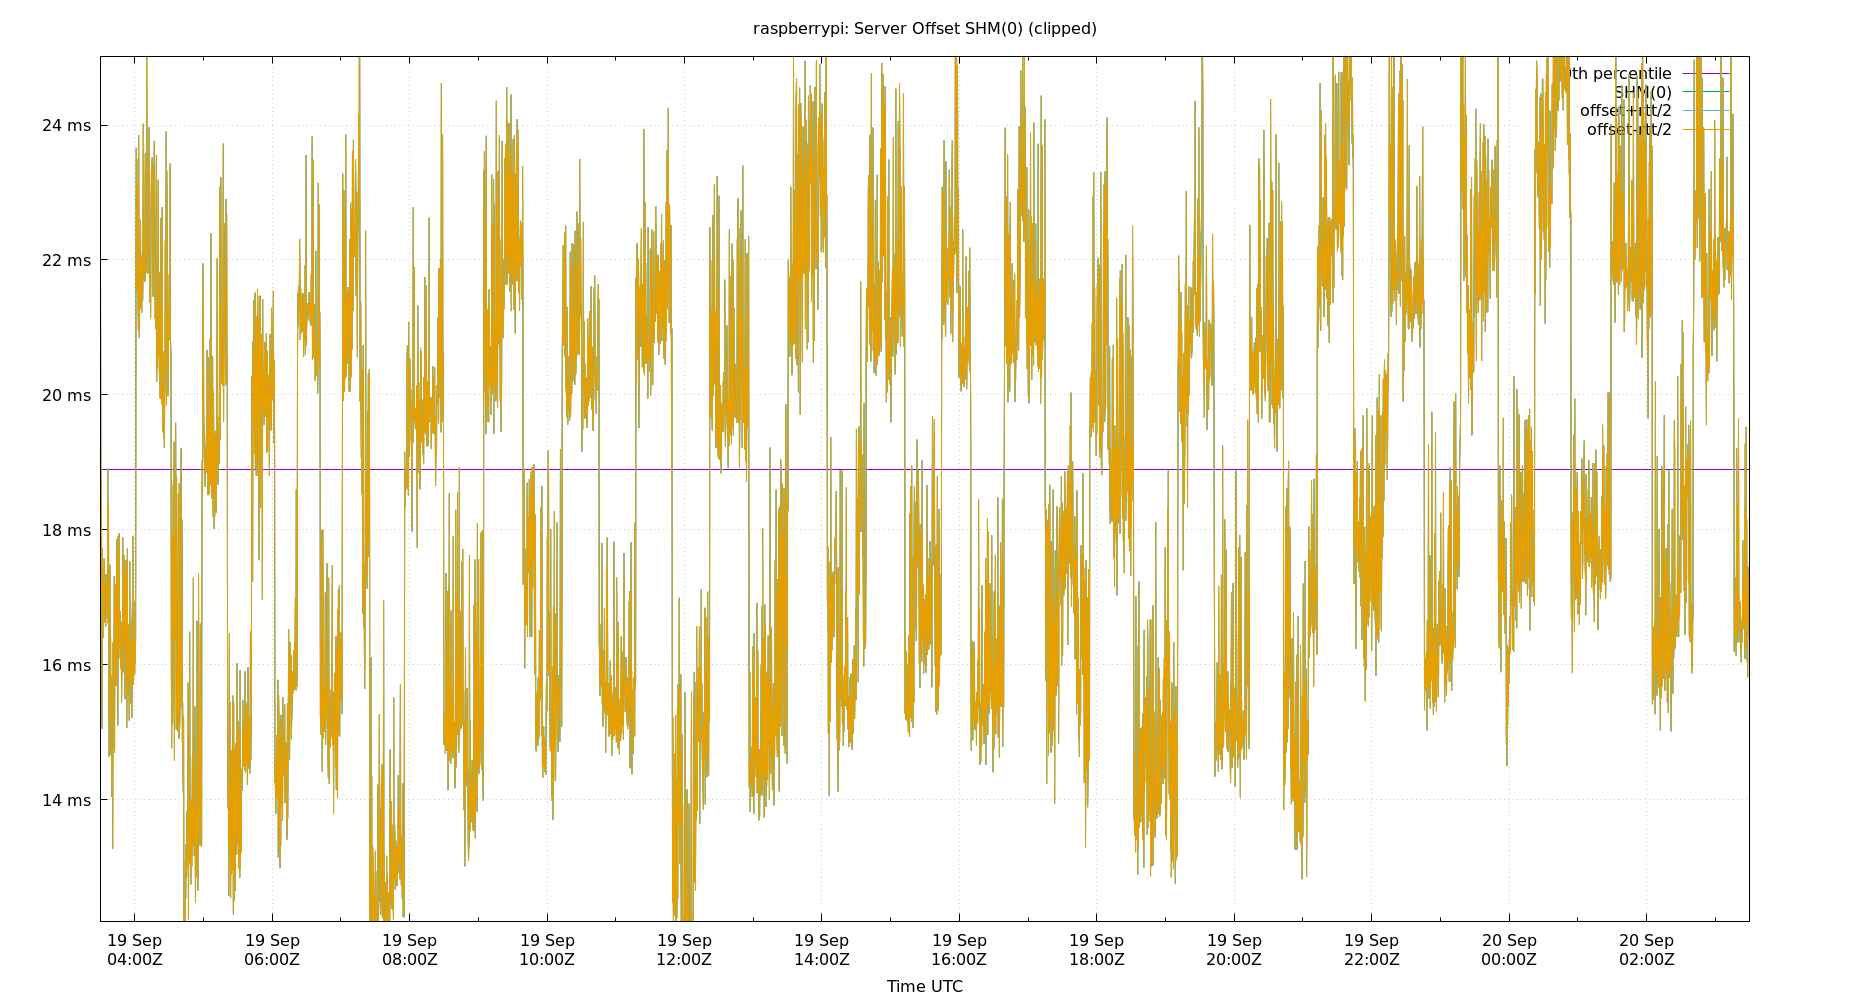 raspberrypi: Server Offset SHM(0) (clipped)
percentile
SHM(0)
offset+rtt/2
offset-rtt/2
24 ms
22 ms
20 ms
18 ms
16 ms
14 ms
19 Sep 19 Sep 19 Sep 19 Sep 19 Sep 19 Sep 19 Sep 19 Sep 19 Sep 19 Sep 20 Sep 20 Sep
04:00Z 06:00Z 08:00Z 10:00Z 12:00Z 14:00Z 16:00Z 18:00Z 20:00Z 22:00Z 00:00Z 02:00Z
Time UTC